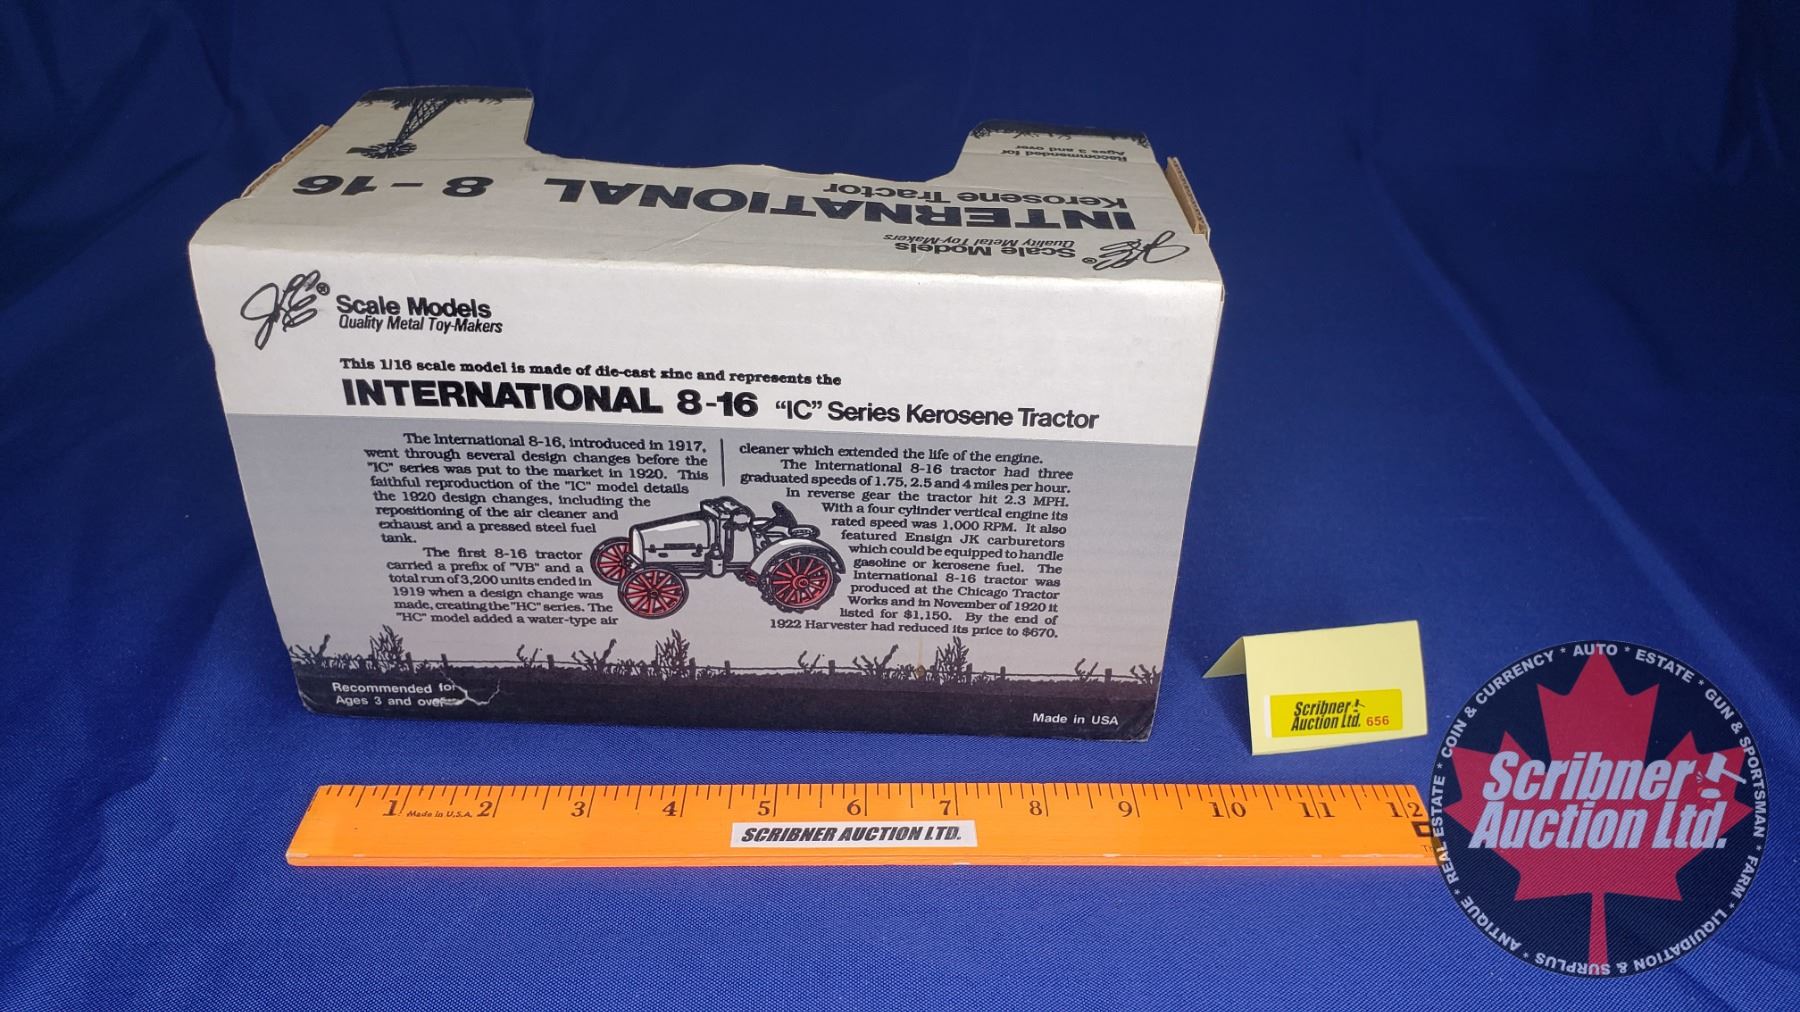 Recommended for
Ages 3 and over
INTERNATIONAL 8-16
Kerosene Tractor
JLE® Scale Models
Quality Metal Toy-Makers
JLE® Scale Models
Quality Metal Toy-Makers
This 1/16 scale model is made of die-cast zinc and represents the
INTERNATIONAL 8-16 "IC" Series Kerosene Tractor
The International 8-16, introduced in 1917,
went through several design changes before the
"IC" series was put to the market in 1920. This
faithful reproduction of the "IC" model details
the 1920 design changes, including the
repositioning of the air cleaner and
exhaust and a pressed steel fuel
tank.
The first 8-16 tractor
carried a prefix of "VB" and a
total run of 3,200 units ended in
1919 when a design change was
made, creating the "HC" series. The
"HC" model added a water-type air
cleaner which extended the life of the engine.
The International 8-16 tractor had three
graduated speeds of 1.75, 2.5 and 4 miles per hour.
In reverse gear the tractor hit 2.3 MPH.
With a four cylinder vertical engine its
rated speed was 1,000 RPM. It also
featured Ensign JK carburetors
which could be equipped to handle
gasoline or kerosene fuel. The
International 8-16 tractor was
produced at the Chicago Tractor
Works and in November of 1920 it
listed for $1,150. By the end of
1922 Harvester had reduced its price to $670.
Recommended for
Ages 3 and over
Made in USA
Scribner
Auction Ltd. 656
1 2 3 4 5 6 7 8 9 10 11 12
Made in U.S.A.
SCRIBNER AUCTION LTD.
Scribner
Auction Ltd.
REAL ESTATE * COIN & CURRENCY * AUTO * ESTATE * GUN & SPORTSMAN * FARM * LIQUIDATION & SURPLUS * ANTIQUE *